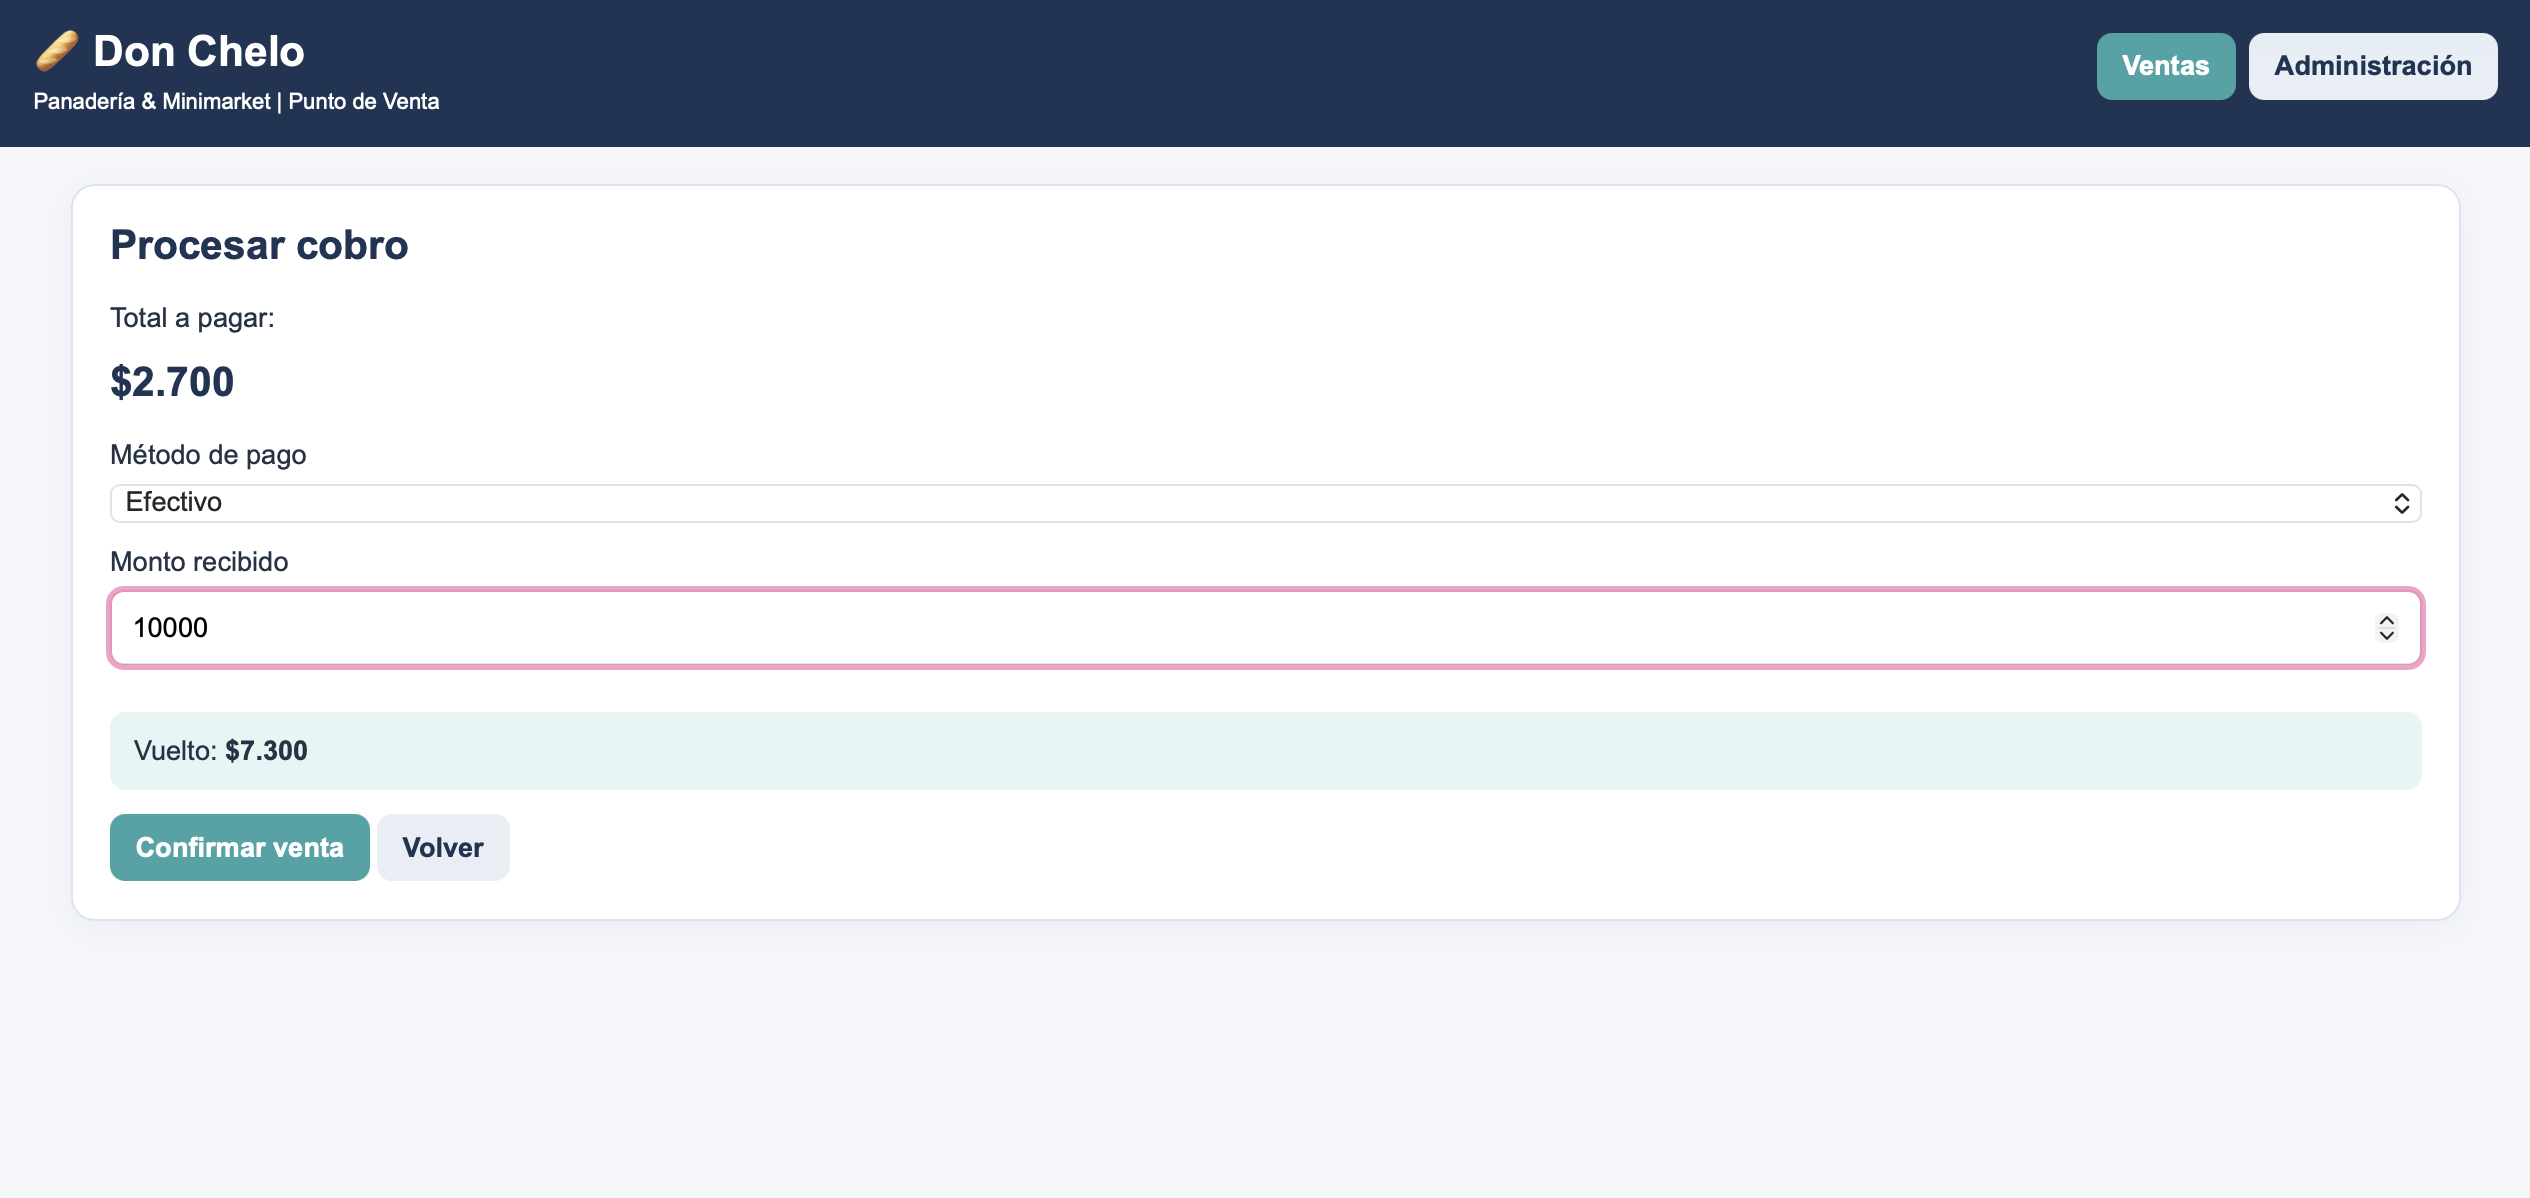 Don Chelo
Panadería & Minimarket | Punto de Venta
Ventas
Administración
Procesar cobro
Total a pagar:
$2.700
Método de pago
Efectivo
Monto recibido
10000
Vuelto: $7.300
Confirmar venta
Volver